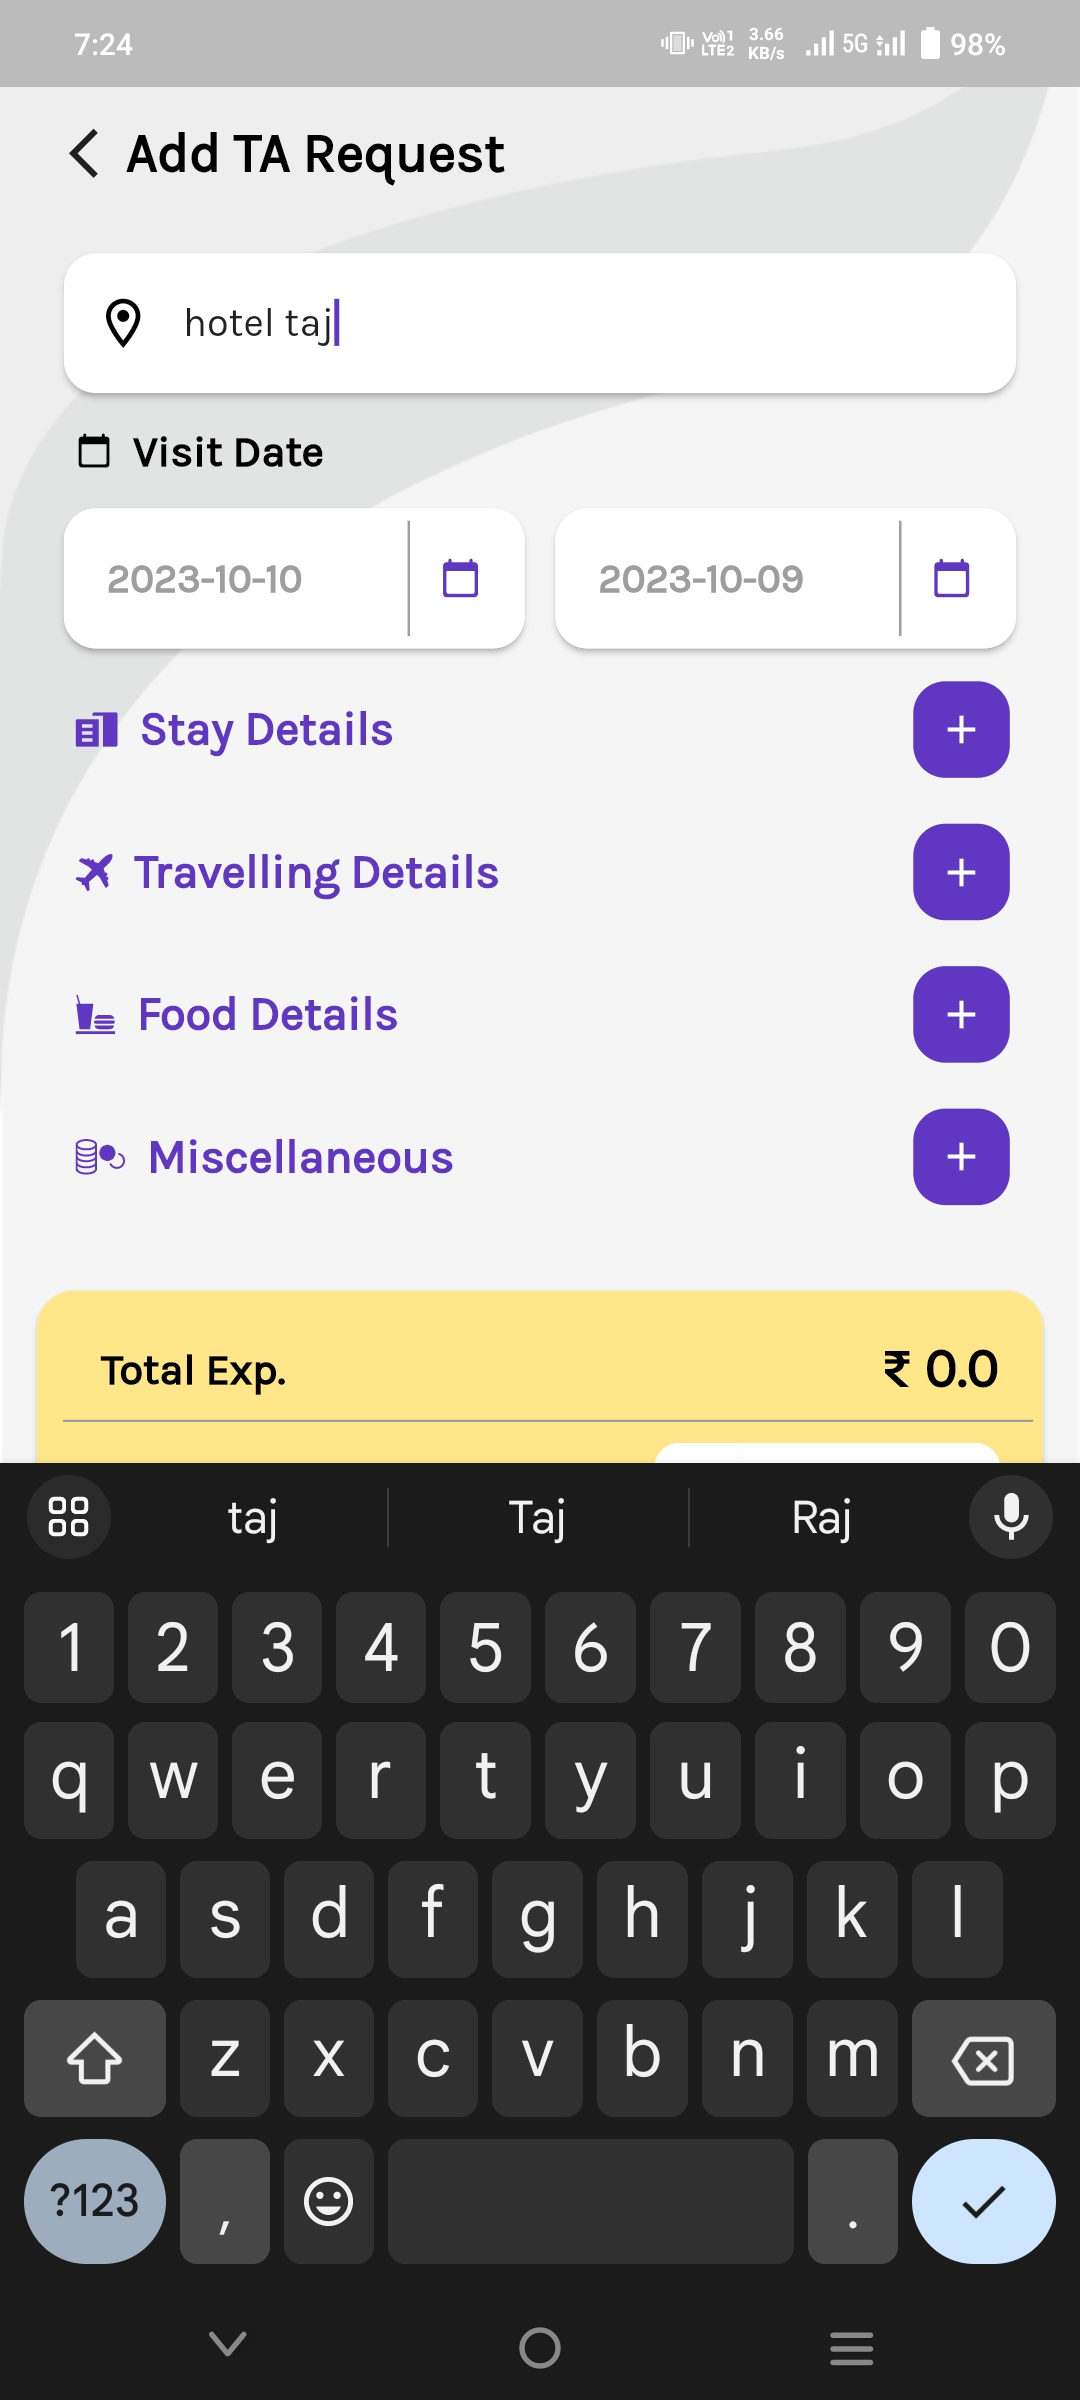 7:24 Vo))1 LTE2 3.66 KB/s 5G 98%
Add TA Request
hotel taj
Visit Date
2023-10-10 2023-10-09
Stay Details +
Travelling Details +
Food Details +
Miscellaneous +
Total Exp. ₹ 0.0
taj Taj Raj
1 2 3 4 5 6 7 8 9 0
q w e r t y u i o p
a s d f g h j k l
z x c v b n m
?123 , .